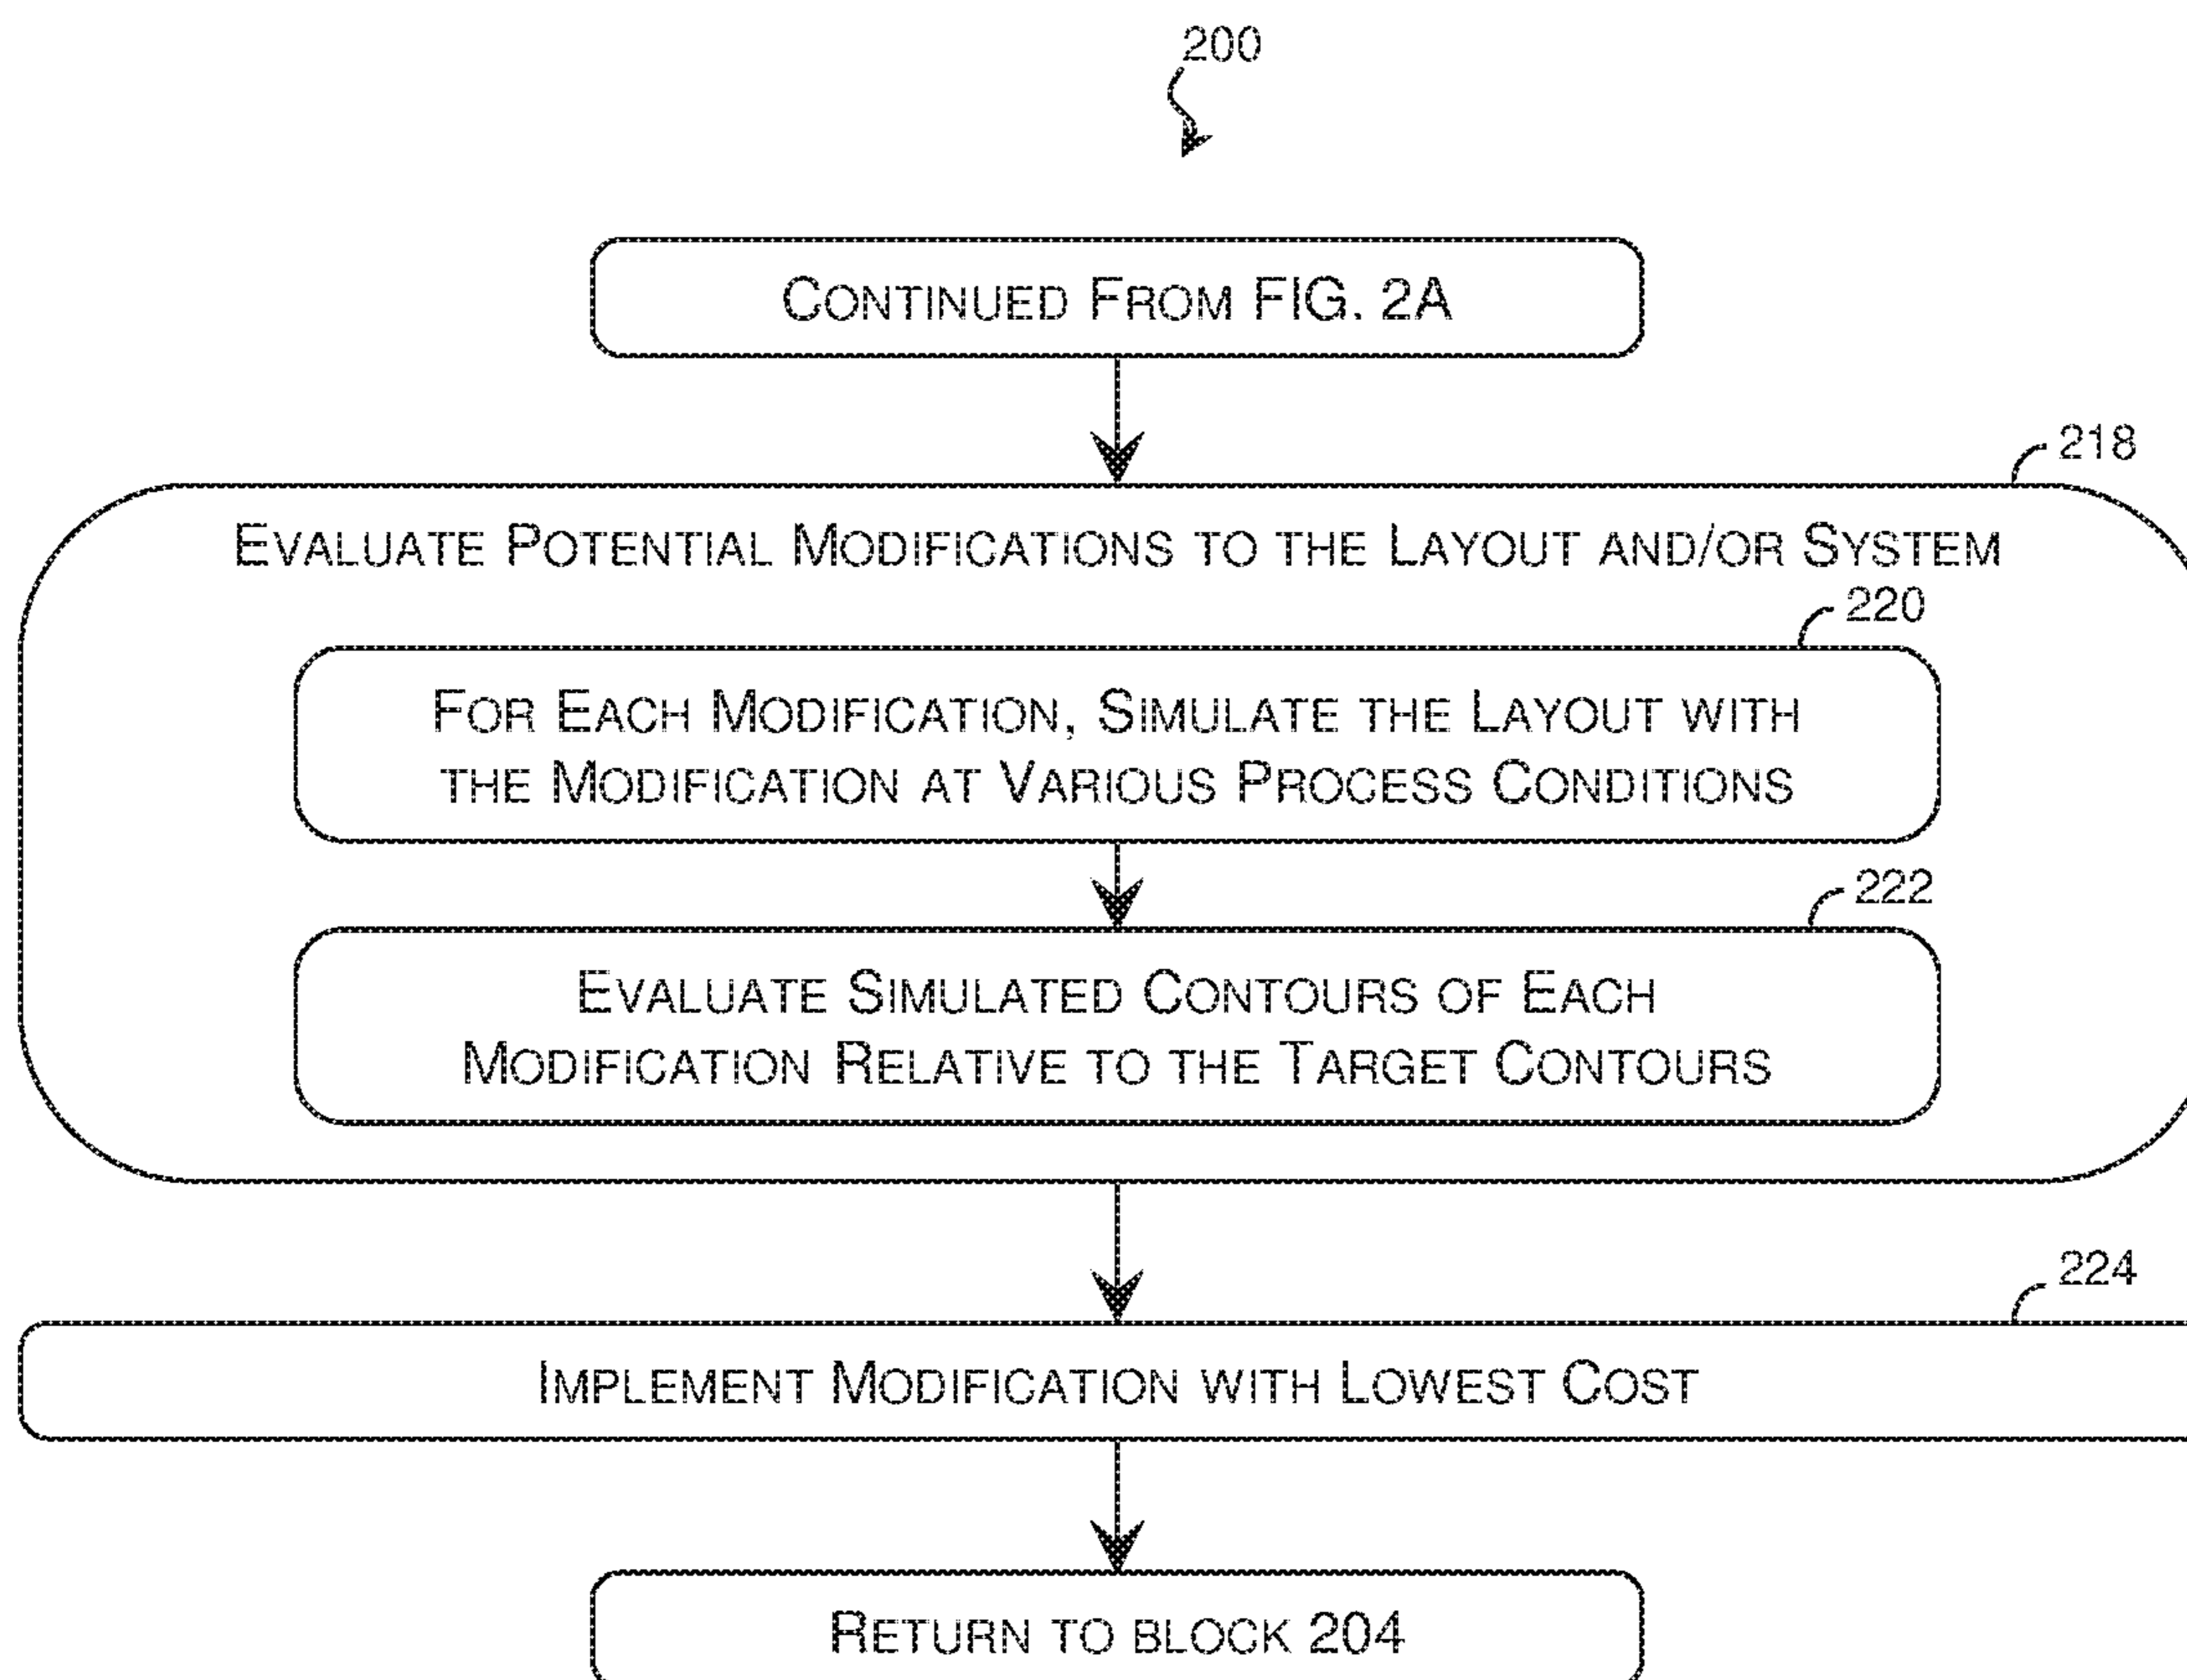 200
CONTINUED FROM FIG. 2A
218
EVALUATE POTENTIAL MODIFICATIONS TO THE LAYOUT AND/OR SYSTEM
220
FOR EACH MODIFICATION, SIMULATE THE LAYOUT WITH
THE MODIFICATION AT VARIOUS PROCESS CONDITIONS
222
EVALUATE SIMULATED CONTOURS OF EACH
MODIFICATION RELATIVE TO THE TARGET CONTOURS
224
IMPLEMENT MODIFICATION WITH LOWEST COST
RETURN TO BLOCK 204